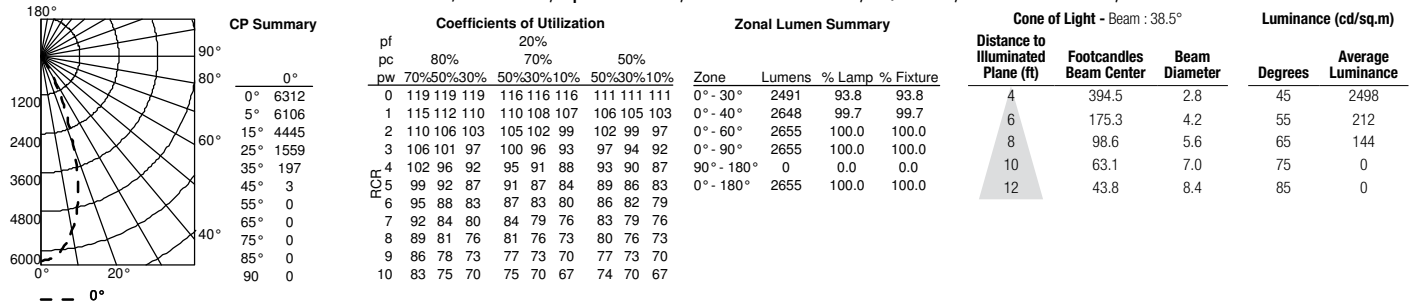 180°
90°
80°
60°
40°
1200
2400
3600
4800
6000
0° 20°
0°
CP Summary
0°
0° 6312
5° 6106
15° 4445
25° 1559
35° 197
45° 3
55° 0
65° 0
75° 0
85° 0
90 0
Coefficients of Utilization
pf 20%
pc 80% 70% 50%
pw 70%50%30% 50%30%10% 50%30%10%
RCR
0 119 119 119 116 116 116 111 111 111
1 115 112 110 110 108 107 106 105 103
2 110 106 103 105 102 99 102 99 97
3 106 101 97 100 96 93 97 94 92
4 102 96 92 95 91 88 93 90 87
5 99 92 87 91 87 84 89 86 83
6 95 88 83 87 83 80 86 82 79
7 92 84 80 84 79 76 83 79 76
8 89 81 76 81 76 73 80 76 73
9 86 78 73 77 73 70 77 73 70
10 83 75 70 75 70 67 74 70 67
Zonal Lumen Summary
Zone Lumens % Lamp % Fixture
0° - 30° 2491 93.8 93.8
0° - 40° 2648 99.7 99.7
0° - 60° 2655 100.0 100.0
0° - 90° 2655 100.0 100.0
90° - 180° 0 0.0 0.0
0° - 180° 2655 100.0 100.0
Cone of Light - Beam : 38.5°
Distance to Illuminated Plane (ft) Footcandles Beam Center Beam Diameter
4 394.5 2.8
6 175.3 4.2
8 98.6 5.6
10 63.1 7.0
12 43.8 8.4
Luminance (cd/sq.m)
Degrees Average Luminance
45 2498
55 212
65 144
75 0
85 0